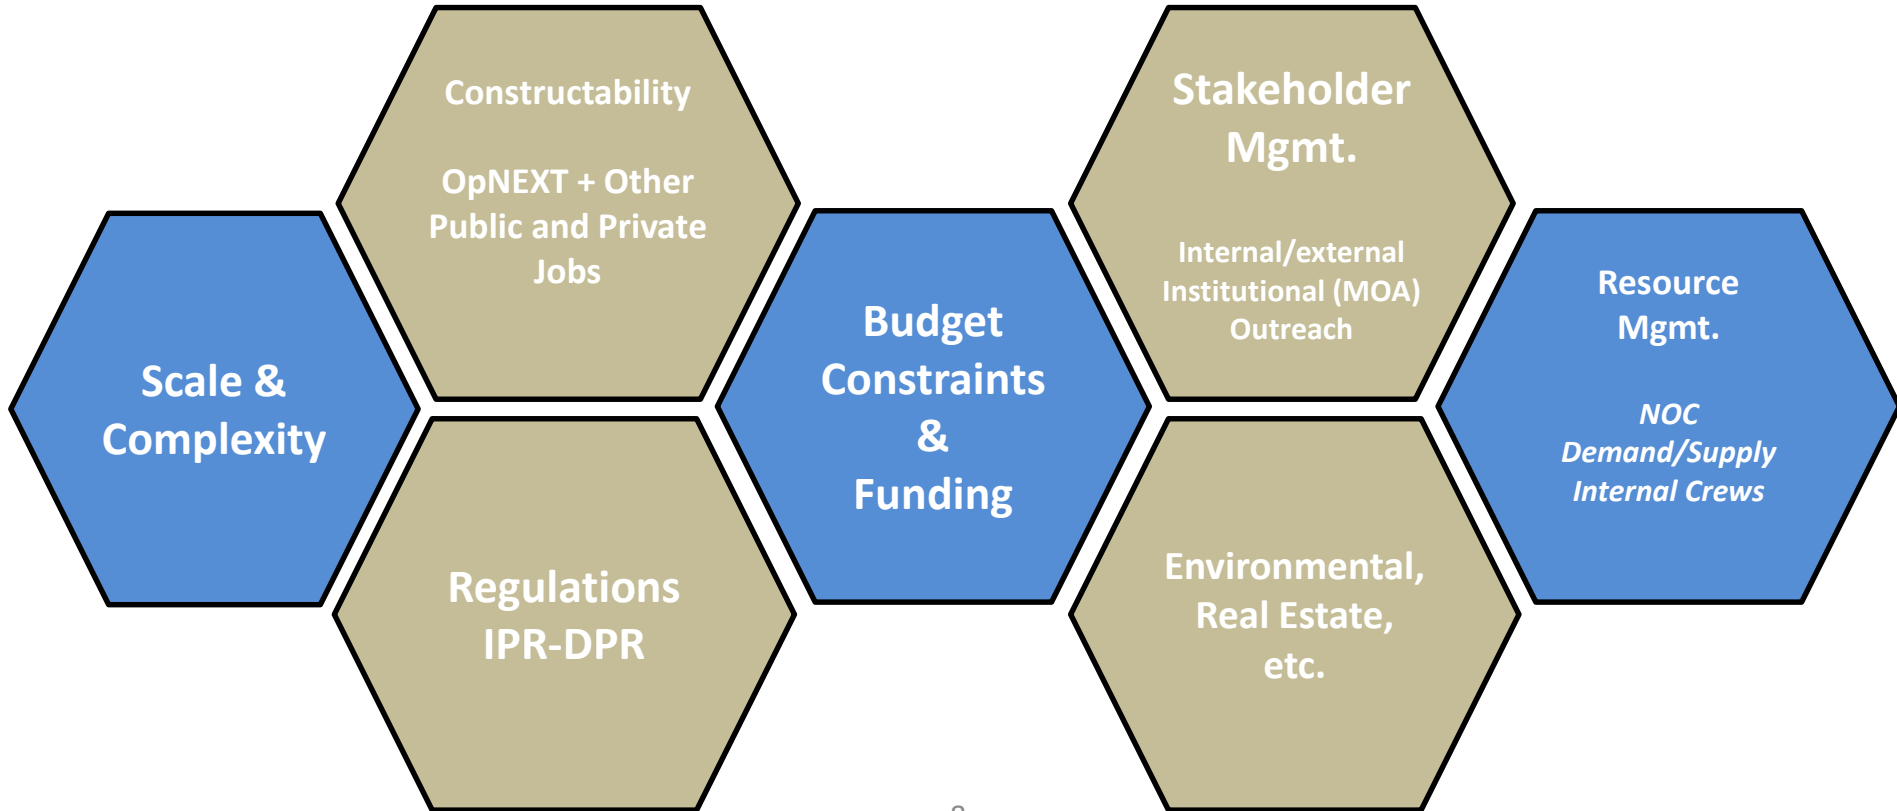 Constructability
OpNEXT + Other
Public and Private
Jobs
Stakeholder
Mgmt.
Internal/external
Institutional (MOA)
Outreach
Scale &
Complexity
Budget
Constraints
&
Funding
Resource
Mgmt.
NOC
Demand/Supply
Internal Crews
Regulations
IPR-DPR
Environmental,
Real Estate,
etc.